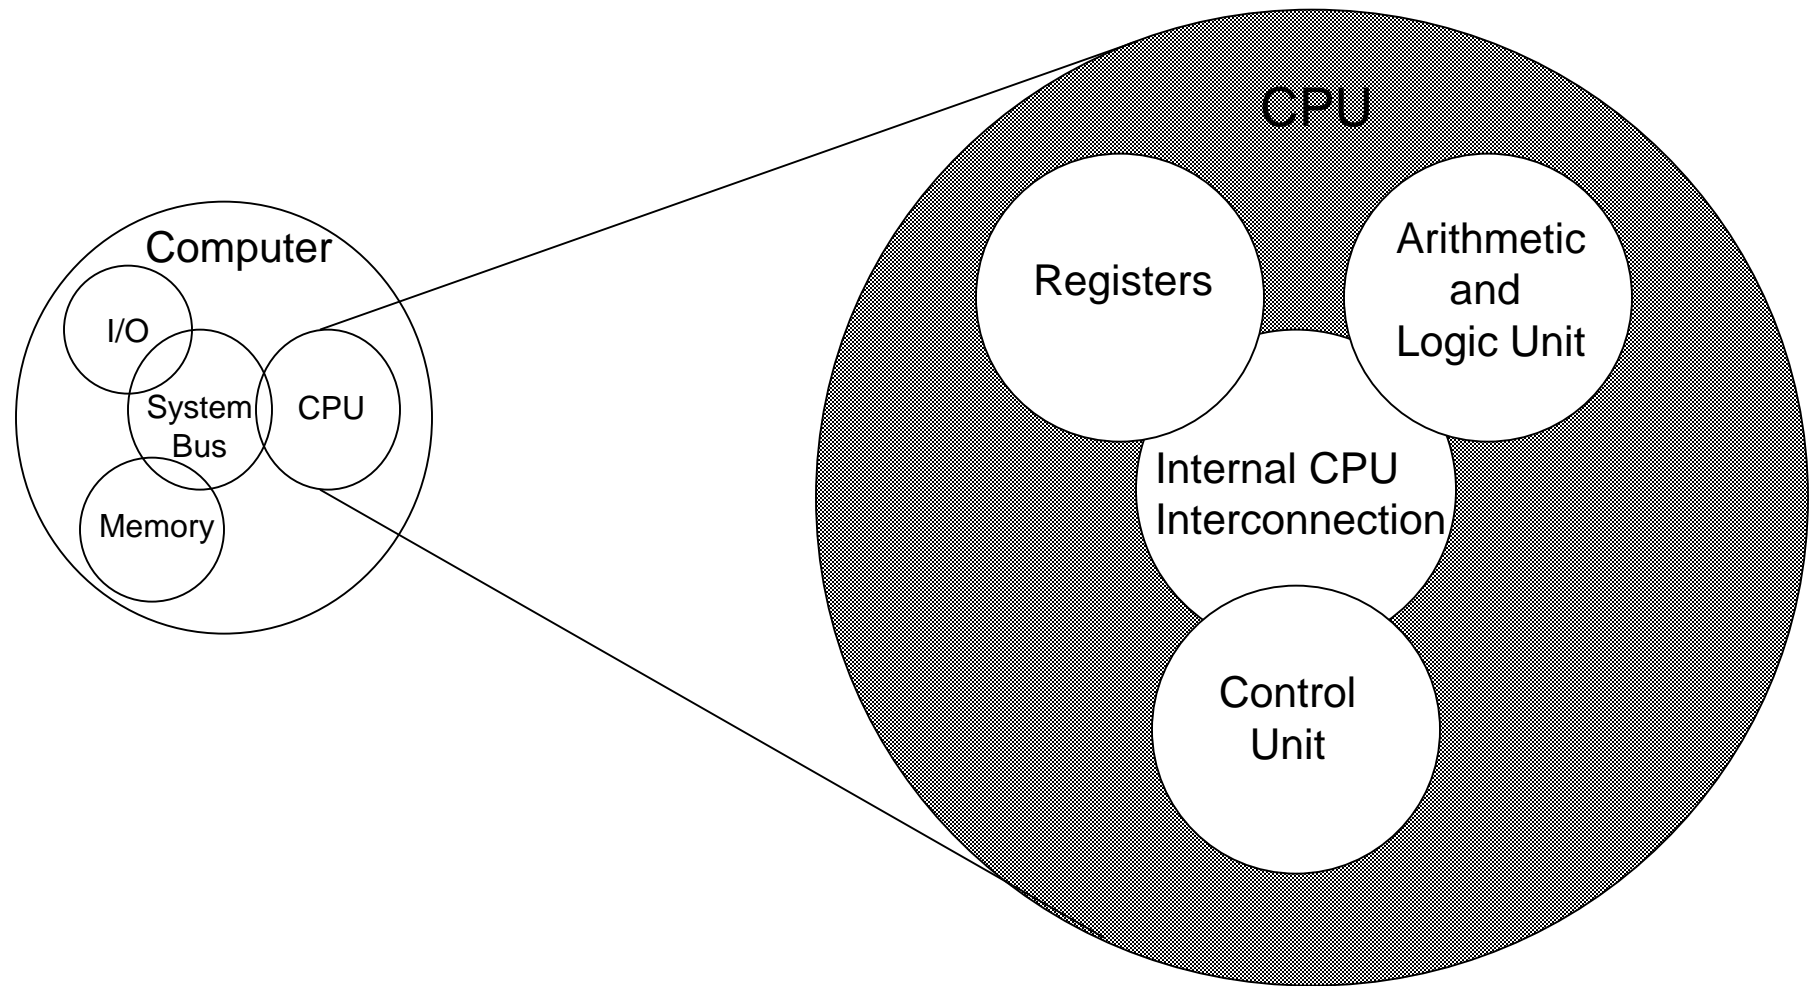 Computer
I/O
System
Bus
CPU
Memory
CPU
Registers
Arithmetic
and
Logic Unit
Internal CPU
Interconnection
Control
Unit